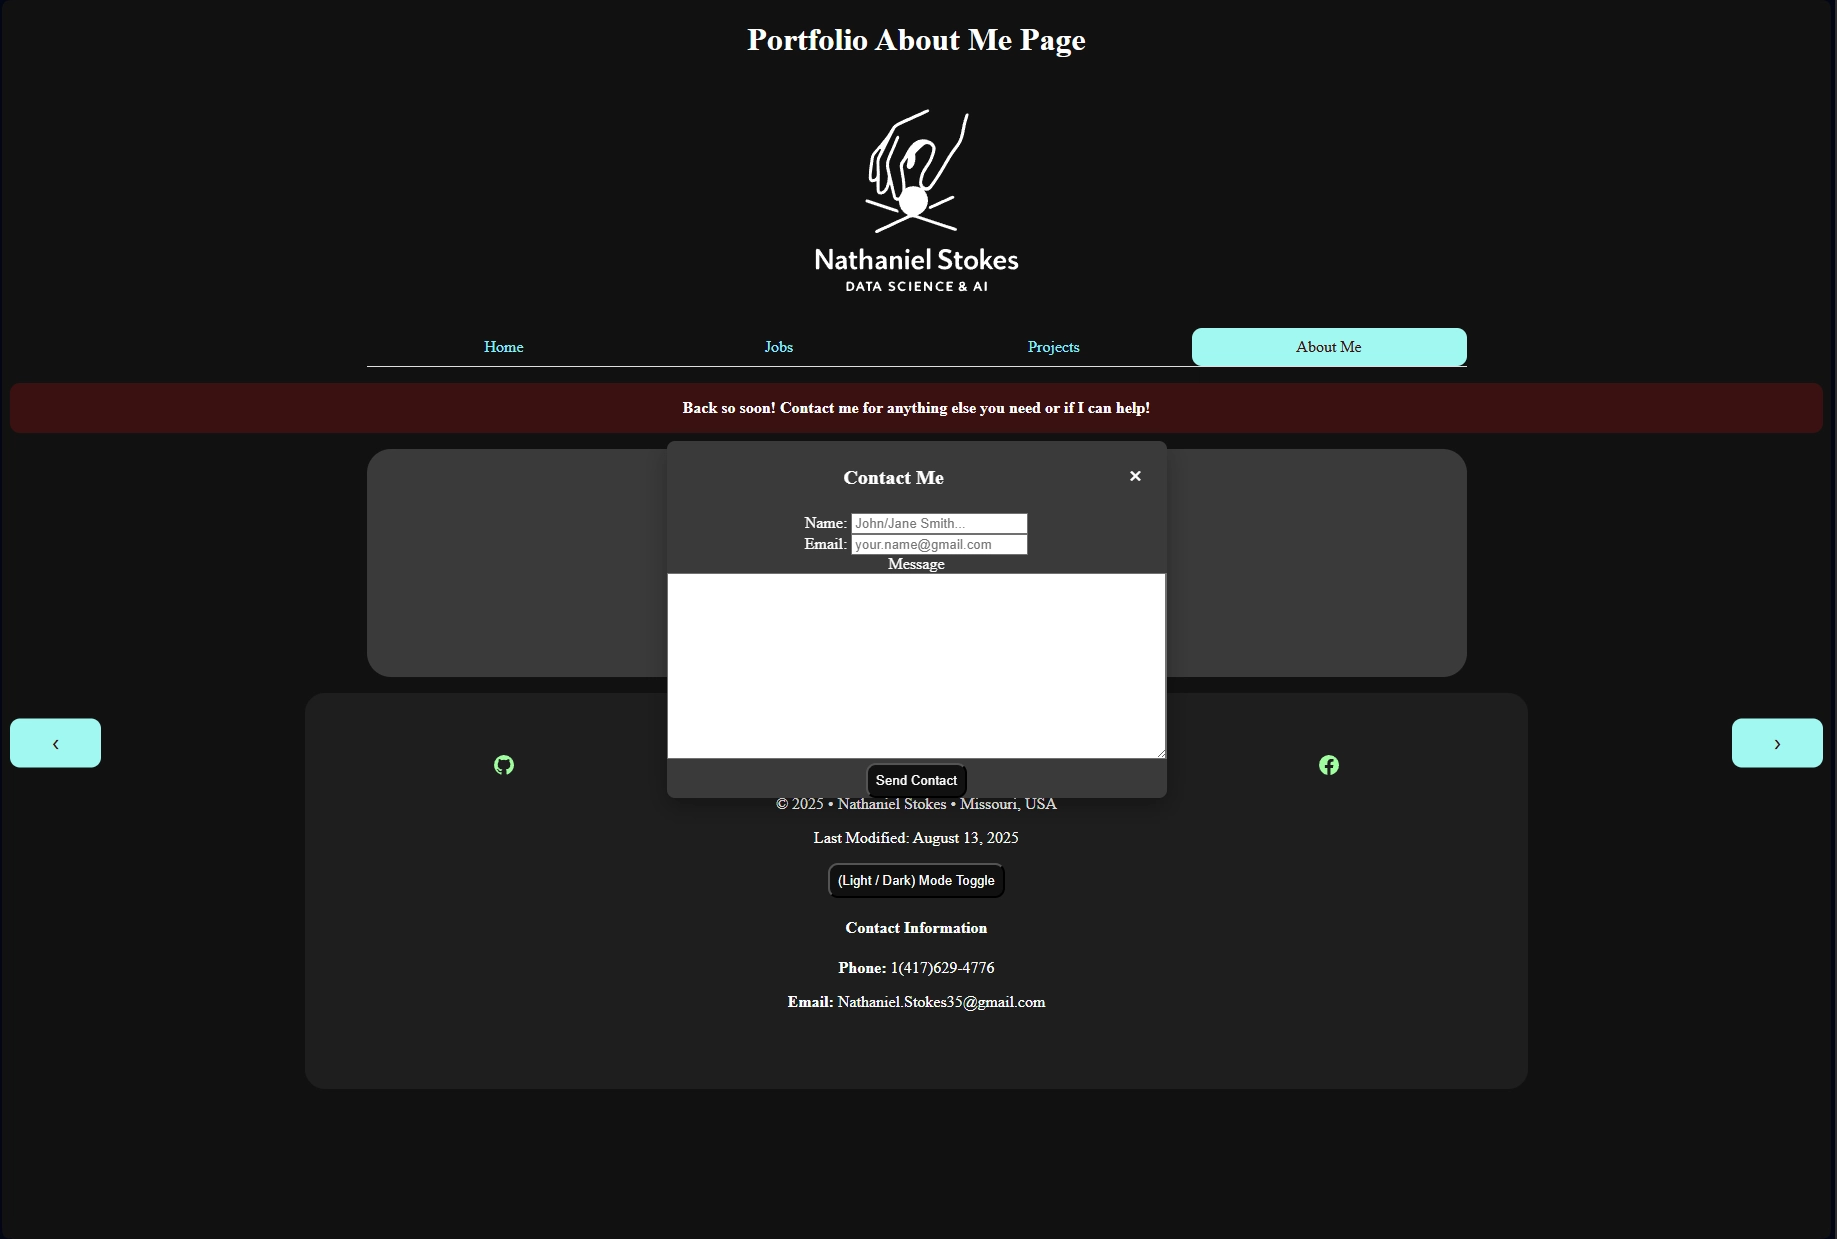 Portfolio About Me Page
Nathaniel Stokes
DATA SCIENCE & AI
Home Jobs Projects About Me
Back so soon! Contact me for anything else you need or if I can help!
Contact Me ×
Name: John/Jane Smith...
Email: your.name@gmail.com
Message
‹ ›
Send Contact
© 2025 • Nathaniel Stokes • Missouri, USA
Last Modified: August 13, 2025
(Light / Dark) Mode Toggle
Contact Information
Phone: 1(417)629-4776
Email: Nathaniel.Stokes35@gmail.com